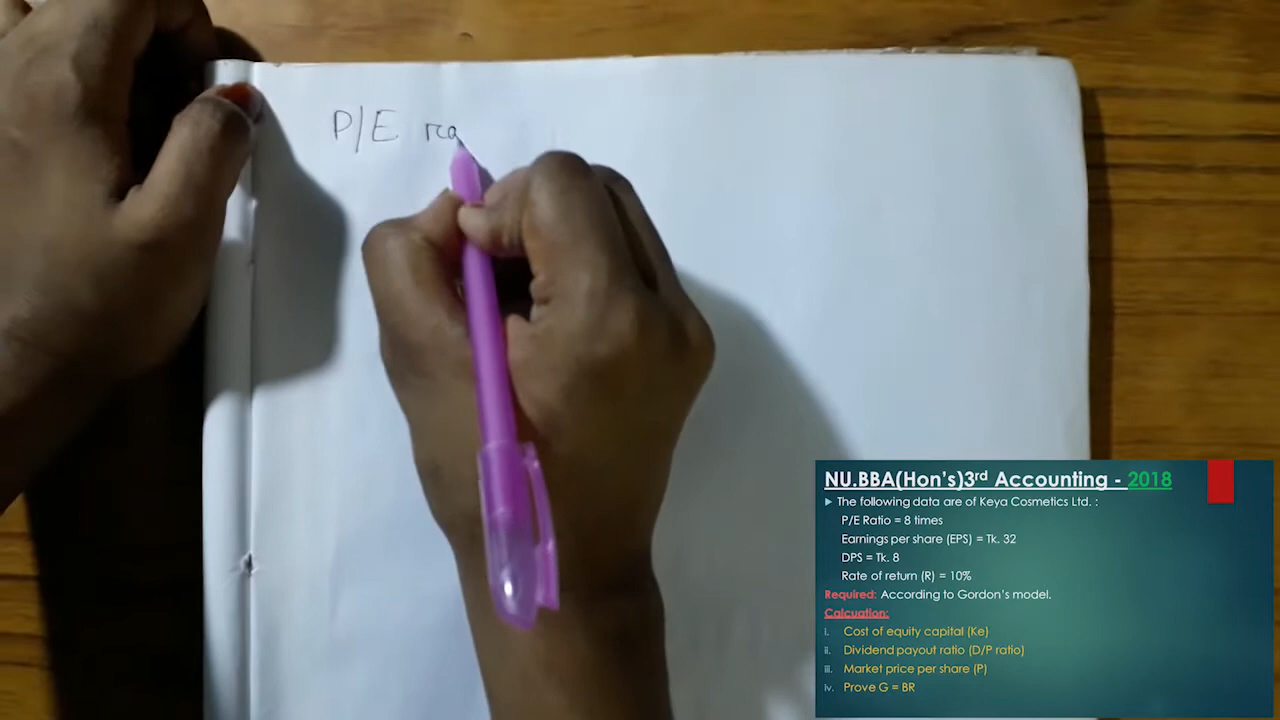 P/E ra
NU.BBA(Hon's)3rd Accounting - 2018
The following data are of Keya Cosmetics Ltd. :
P/E Ratio = 8 times
Earnings per share (EPS) = Tk. 32
DPS = Tk. 8
Rate of return (R) = 10%
Required: According to Gordon's model.
Calcuation:
i. Cost of equity capital (Ke)
ii. Dividend payout ratio (D/P ratio)
iii. Market price per share (P)
iv. Prove G = BR